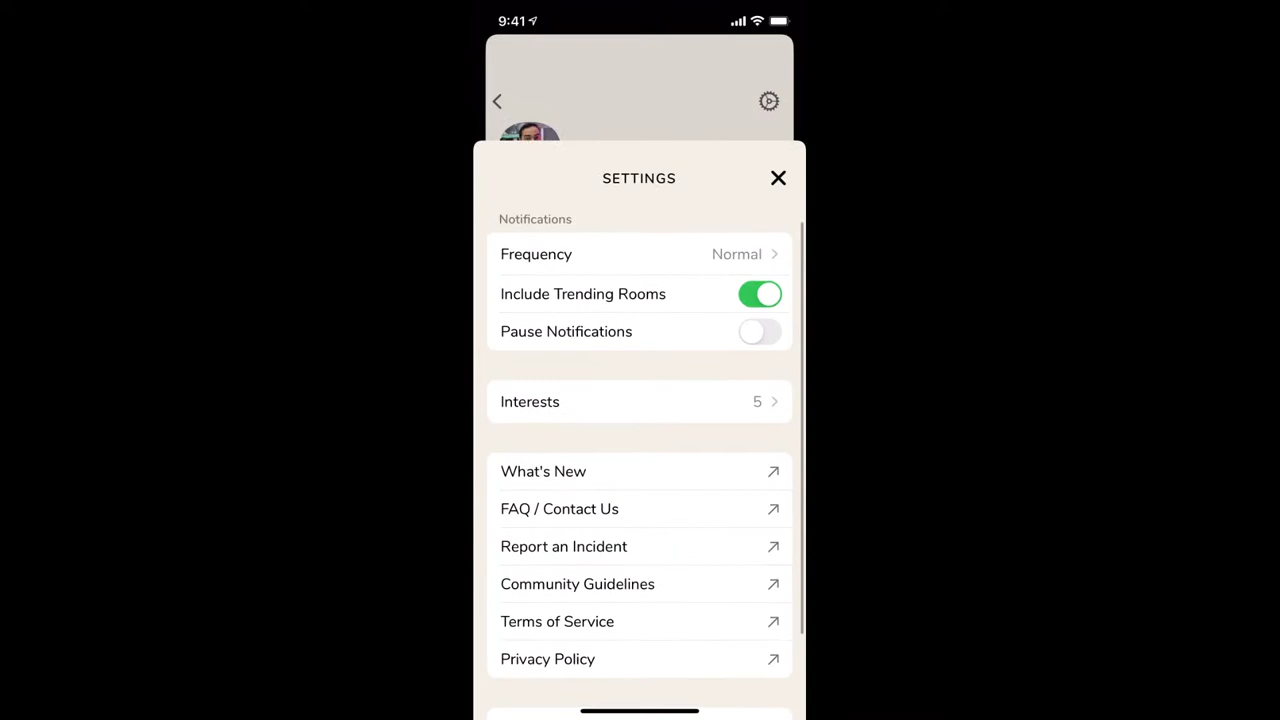 9:41
SETTINGS
Notifications
Frequency Normal
Include Trending Rooms
Pause Notifications
Interests 5
What's New
FAQ / Contact Us
Report an Incident
Community Guidelines
Terms of Service
Privacy Policy